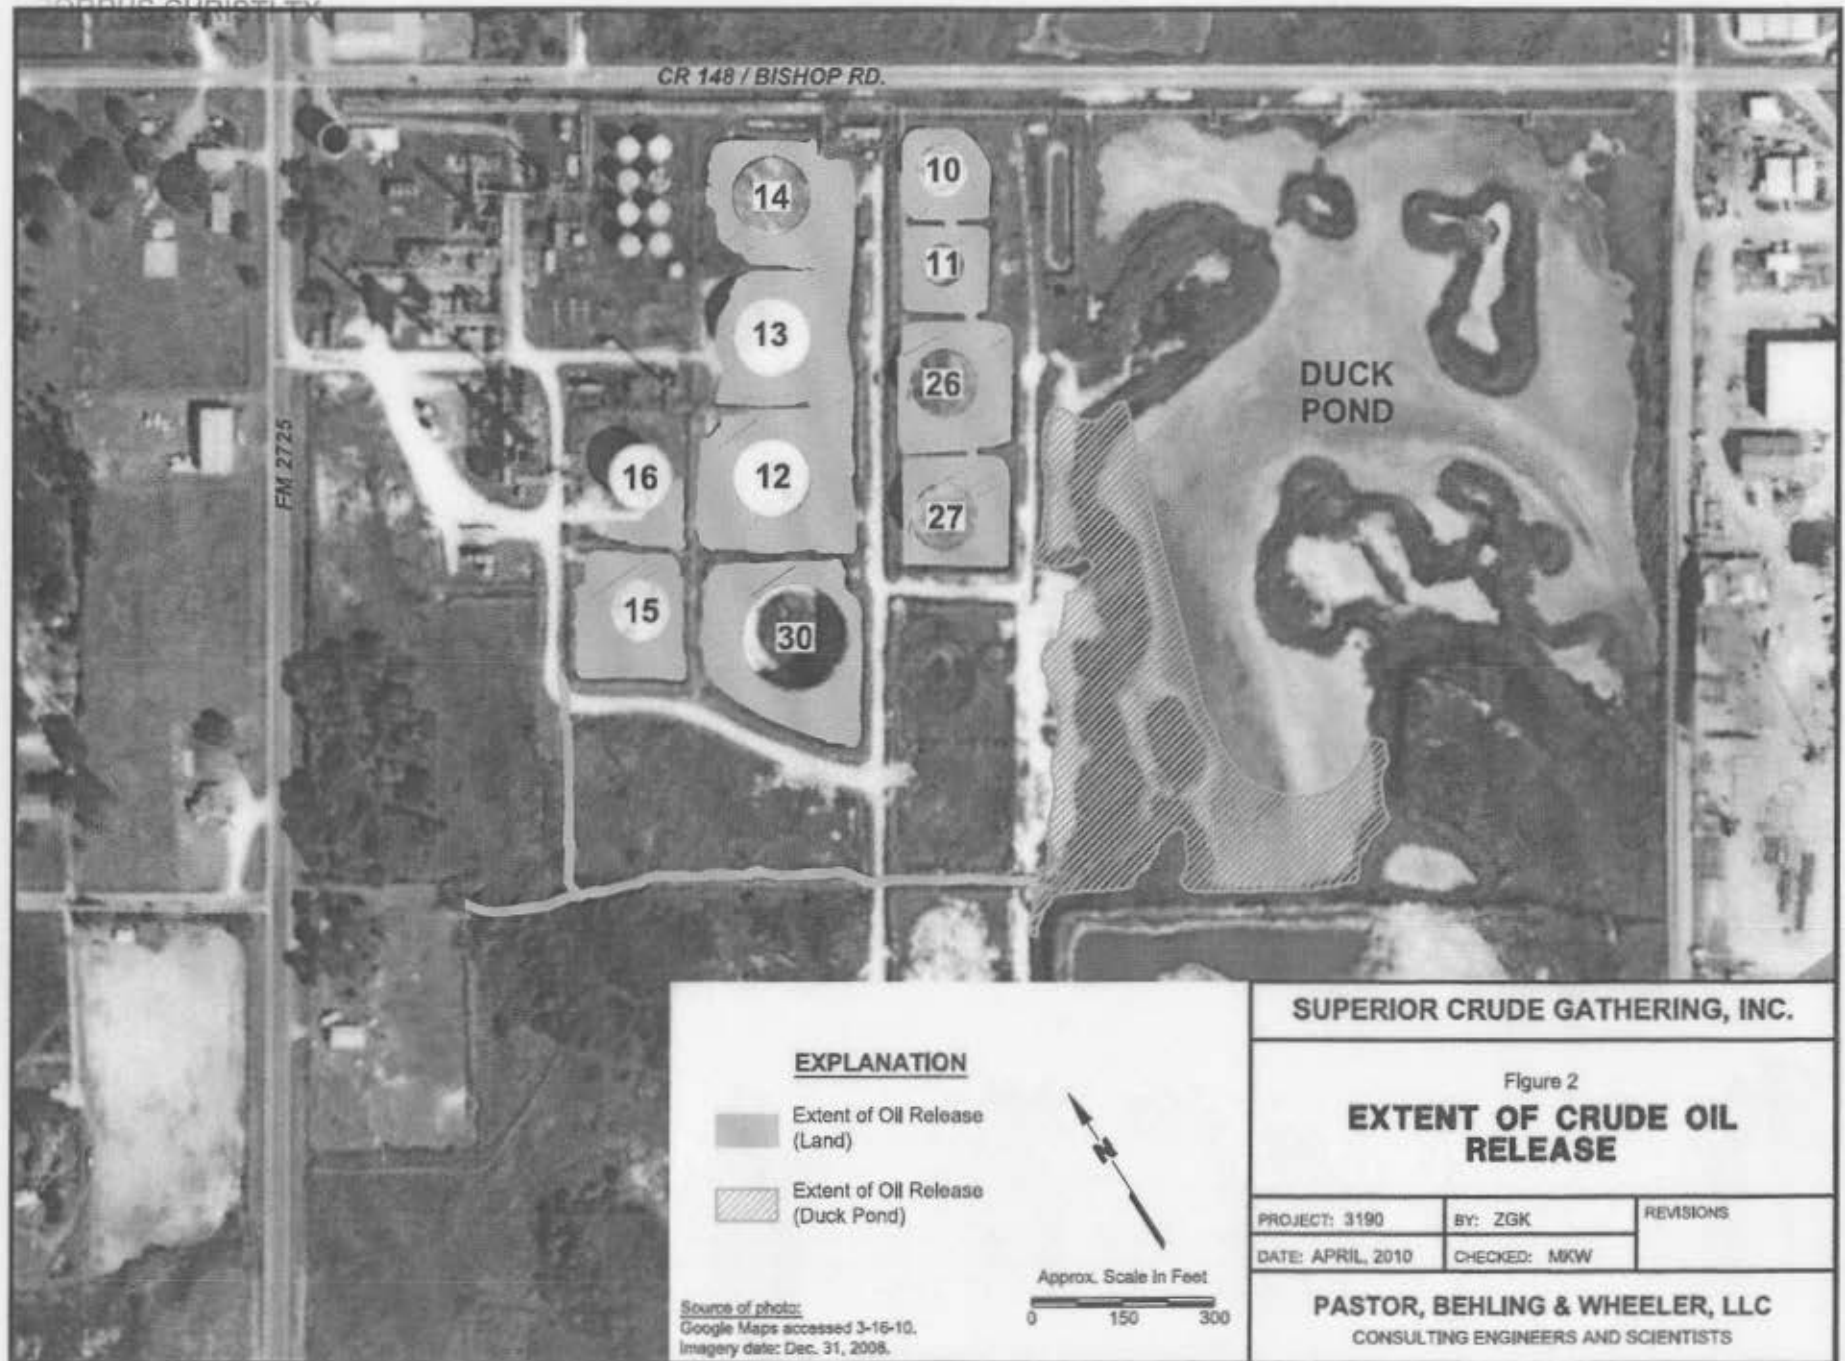 CORPUS CHRISTI TX
CR 148 / BISHOP RD.
FM 2725
14
10
11
13
26
DUCK
POND
16
12
27
15
30
EXPLANATION
Extent of Oil Release
(Land)
Extent of Oil Release
(Duck Pond)
N
Approx. Scale in Feet
0 150 300
Source of photo:
Google Maps accessed 3-16-10.
Imagery date: Dec. 31, 2008.
SUPERIOR CRUDE GATHERING, INC.
Figure 2
EXTENT OF CRUDE OIL
RELEASE
PROJECT: 3190
BY: ZGK
REVISIONS
DATE: APRIL, 2010
CHECKED: MKW
PASTOR, BEHLING & WHEELER, LLC
CONSULTING ENGINEERS AND SCIENTISTS